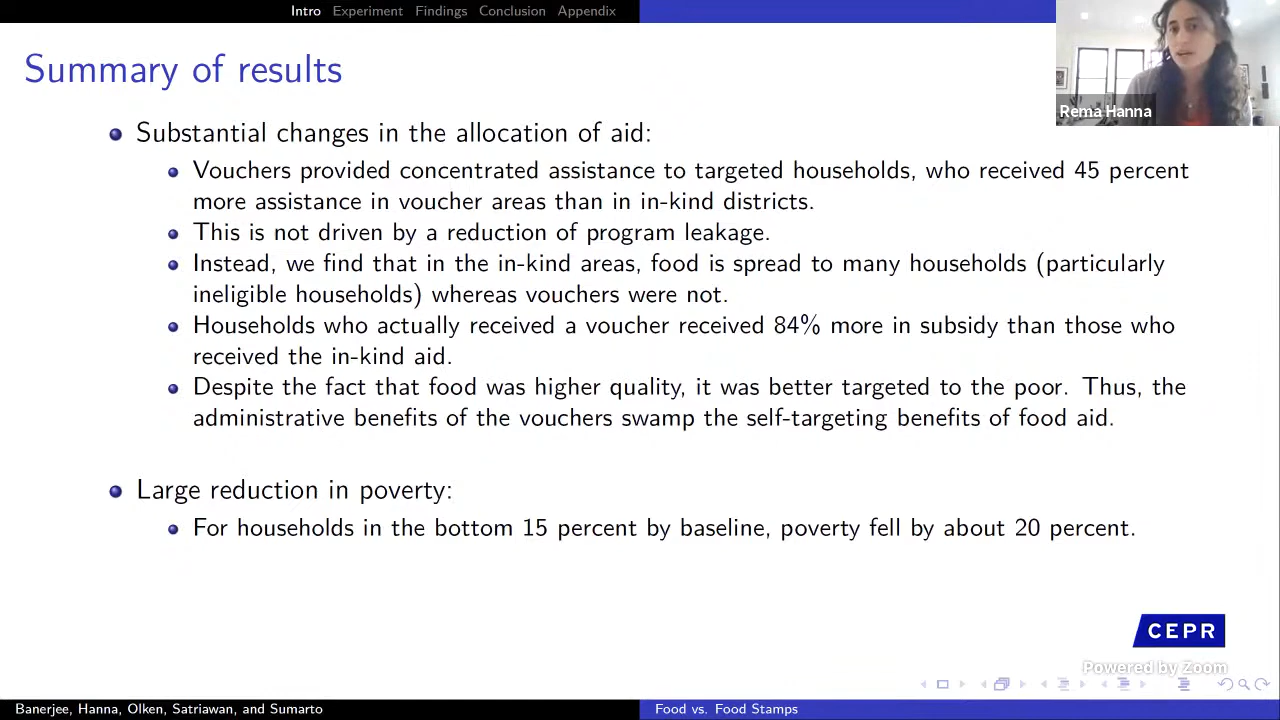 Intro Experiment Findings Conclusion Appendix
Summary of results
Rema Hanna
Substantial changes in the allocation of aid:
Vouchers provided concentrated assistance to targeted households, who received 45 percent
more assistance in voucher areas than in in-kind districts.
This is not driven by a reduction of program leakage.
Instead, we find that in the in-kind areas, food is spread to many households (particularly
ineligible households) whereas vouchers were not.
Households who actually received a voucher received 84% more in subsidy than those who
received the in-kind aid.
Despite the fact that food was higher quality, it was better targeted to the poor. Thus, the
administrative benefits of the vouchers swamp the self-targeting benefits of food aid.
Large reduction in poverty:
For households in the bottom 15 percent by baseline, poverty fell by about 20 percent.
CEPR
Powered by Zoom
Banerjee, Hanna, Olken, Satriawan, and Sumarto
Food vs. Food Stamps